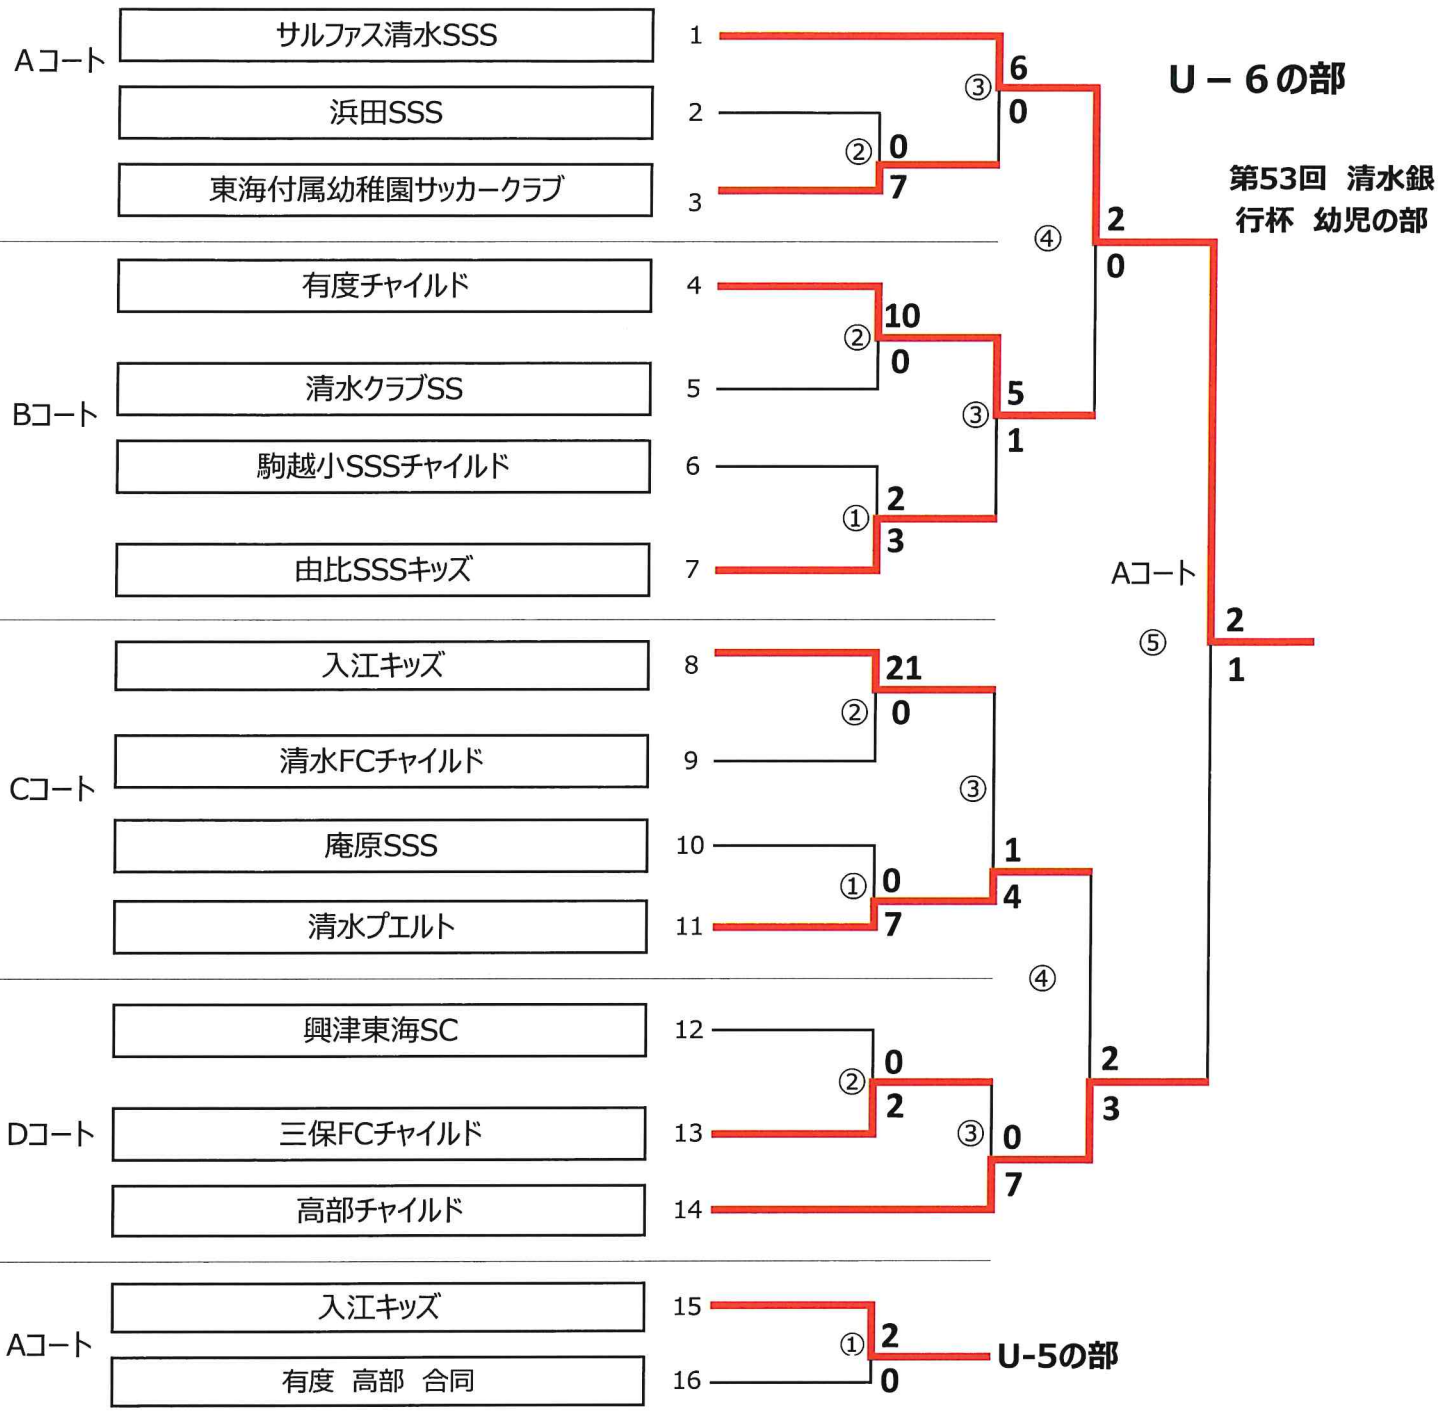 サルファス清水SSS
Aコート
1
6
③
0
U－6の部
浜田SSS
2
②
0
7
東海付属幼稚園サッカークラブ
3
第53回 清水銀
行杯 幼児の部
④
2
0
有度チャイルド
4
10
②
0
清水クラブSS
5
5
③
1
Bコート
駒越小SSSチャイルド
6
2
①
3
由比SSSキッズ
7
Aコート
2
⑤
1
入江キッズ
8
21
②
0
清水FCチャイルド
9
Cコート
③
庵原SSS
10
1
4
①
0
7
清水プエルト
11
④
興津東海SC
12
0
②
2
2
3
Dコート
三保FCチャイルド
13
③
0
7
高部チャイルド
14
入江キッズ
15
Aコート
①
2
0
U-5の部
有度 高部 合同
16